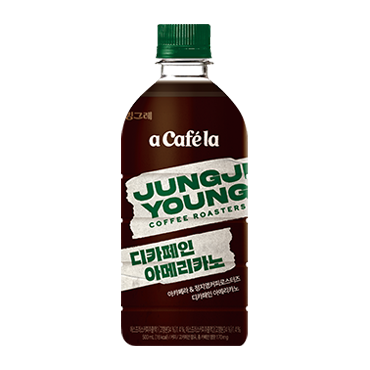 빙그레
a Caféla
JUNGJI
YOUNG
COFFEE ROASTERS
디카페인
아메리카노
아카페라 & 정지영커피로스터즈
디카페인 아메리카노